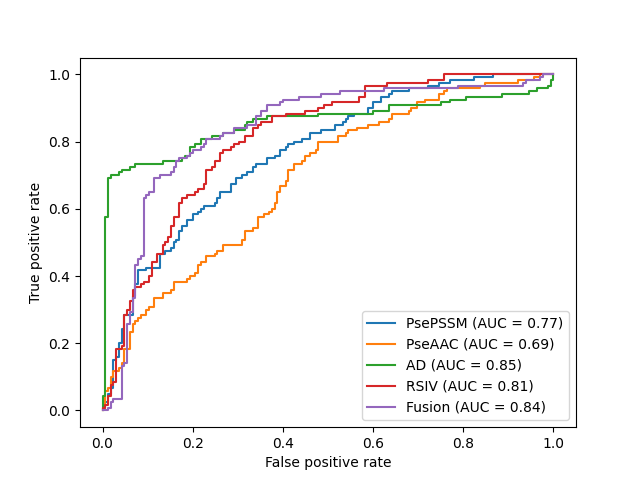 1.0
0.8
0.6
0.4
0.2
0.0
True positive rate
0.0 0.2 0.4 0.6 0.8 1.0
False positive rate
PsePSSM (AUC = 0.77)
PseAAC (AUC = 0.69)
AD (AUC = 0.85)
RSIV (AUC = 0.81)
Fusion (AUC = 0.84)